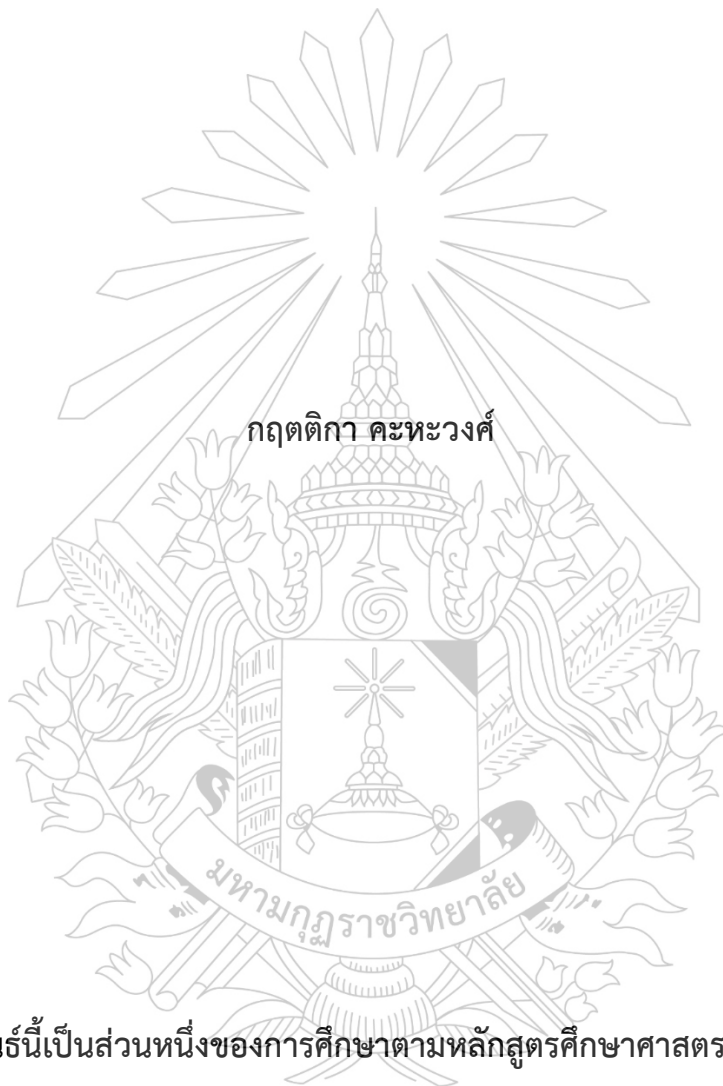 กฤตติกา คะหะวงศ์
มหามกุฏราชวิทยาลัย
นธ์นี้เป็นส่วนหนึ่งของการศึกษาตามหลักสูตรศึกษาศาสตร